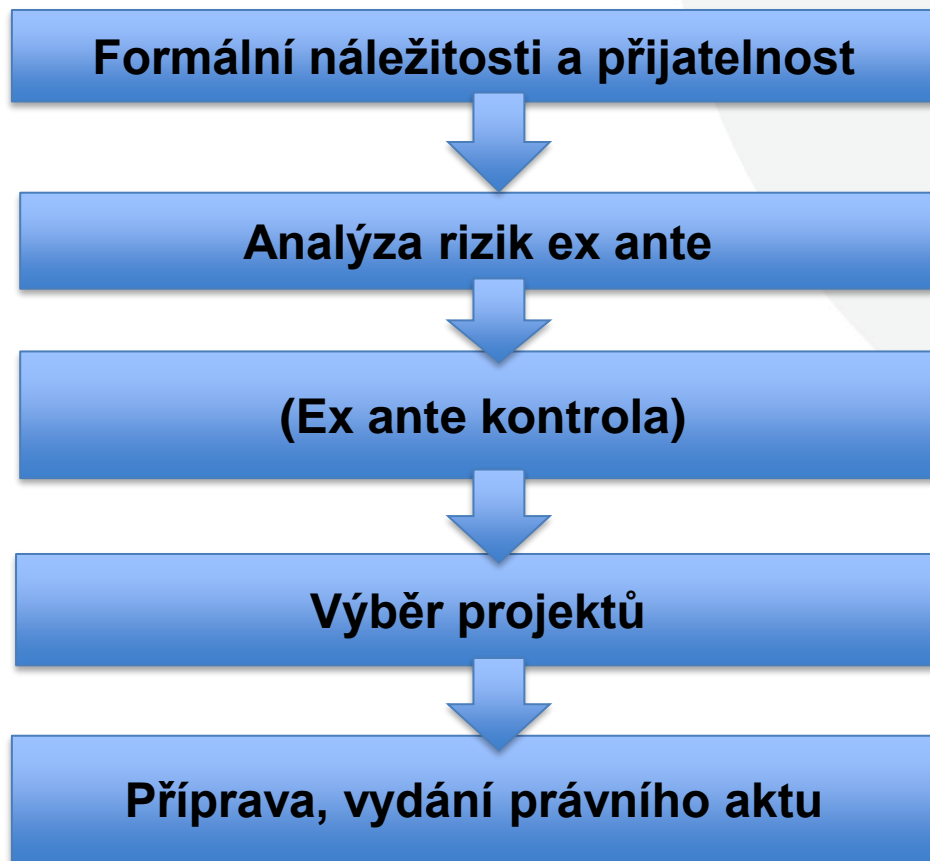 Formální náležitosti a přijatelnost
Analýza rizik ex ante
(Ex ante kontrola)
Výběr projektů
Příprava, vydání právního aktu